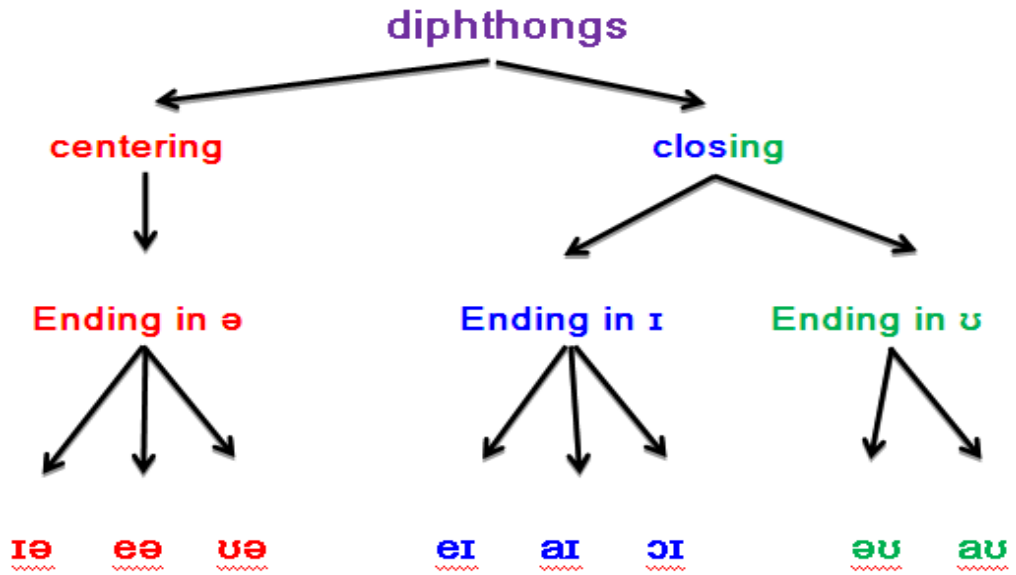 diphthongs
centering closing
Ending in ə Ending in ɪ Ending in ʊ
ɪə eə ʊə eɪ aɪ ɔɪ əʊ aʊ